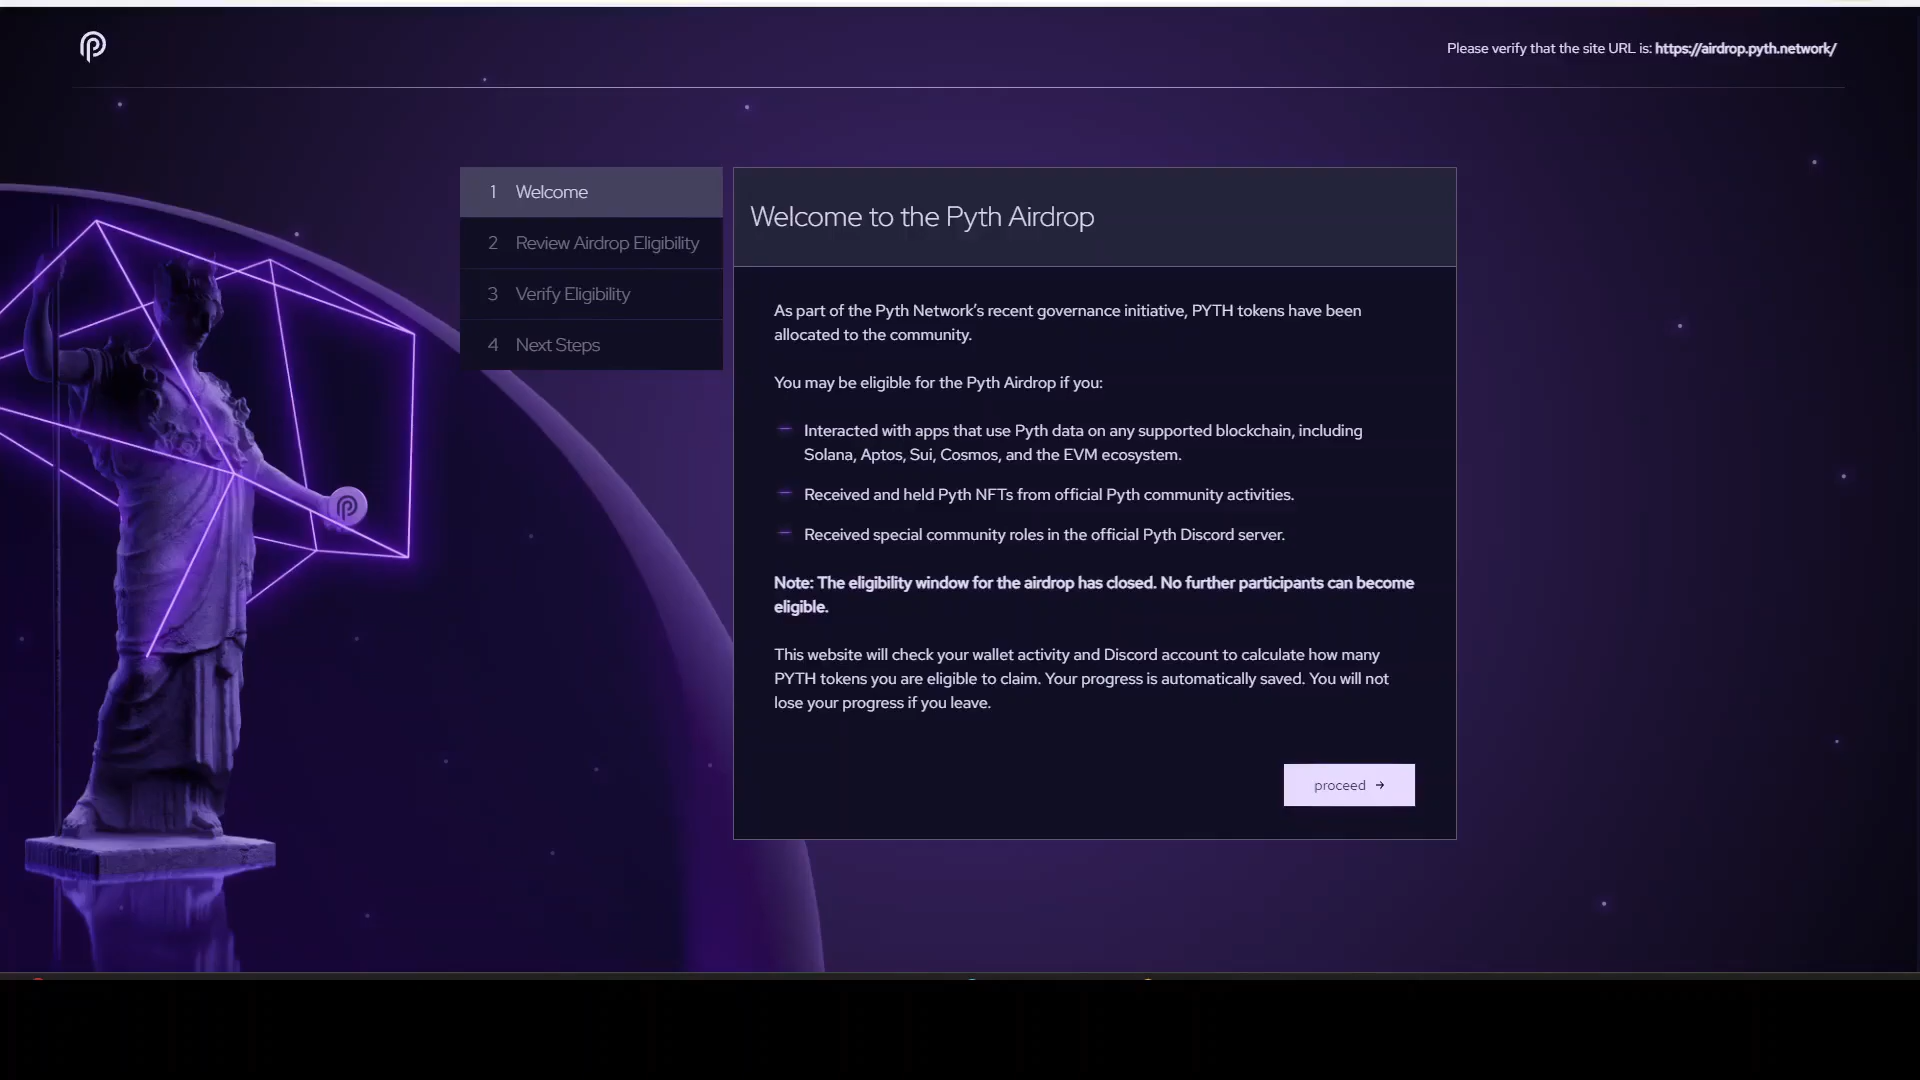 Please verify that the site URL is: https://airdrop.pyth.network/
1 Welcome
2 Review Airdrop Eligibility
3 Verify Eligibility
4 Next Steps
Welcome to the Pyth Airdrop
As part of the Pyth Network’s recent governance initiative, PYTH tokens have been
allocated to the community.
You may be eligible for the Pyth Airdrop if you:
Interacted with apps that use Pyth data on any supported blockchain, including
Solana, Aptos, Sui, Cosmos, and the EVM ecosystem.
Received and held Pyth NFTs from official Pyth community activities.
Received special community roles in the official Pyth Discord server.
Note: The eligibility window for the airdrop has closed. No further participants can become
eligible.
This website will check your wallet activity and Discord account to calculate how many
PYTH tokens you are eligible to claim. Your progress is automatically saved. You will not
lose your progress if you leave.
proceed →